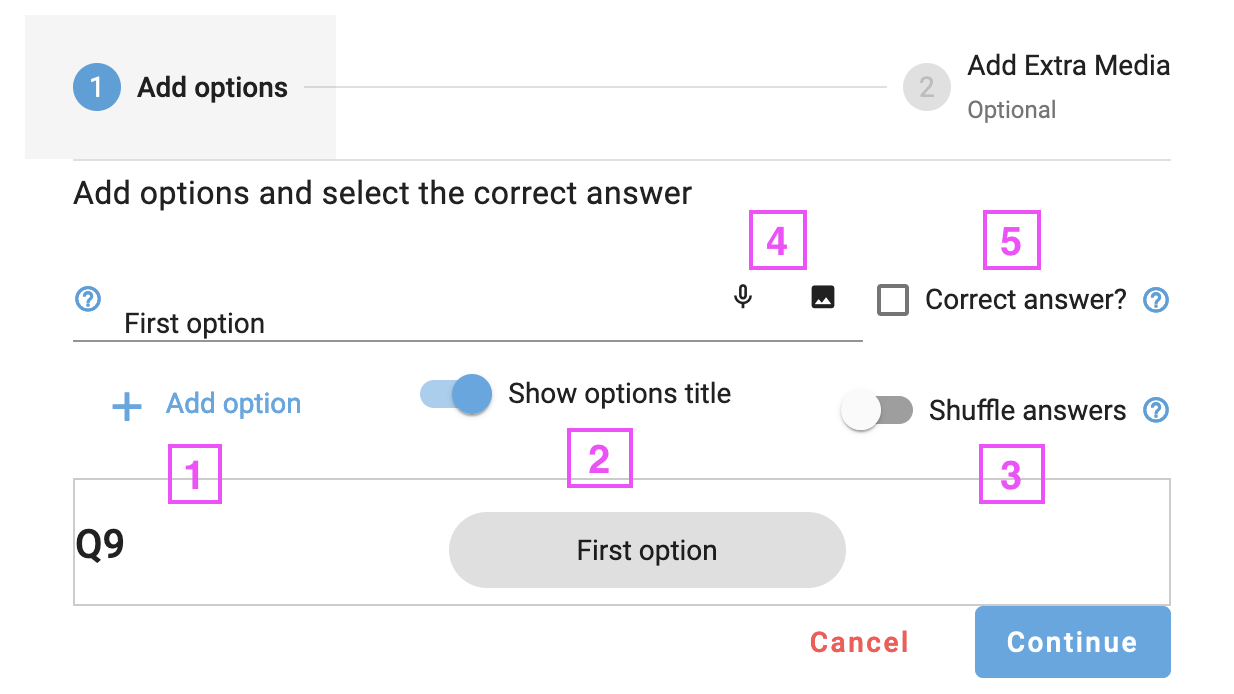 1 Add options
2 Add Extra Media
Optional
Add options and select the correct answer
4 5
? First option
Correct answer? ?
+ Add option
Show options title
Shuffle answers ?
1 2 3
Q9
First option
Cancel Continue